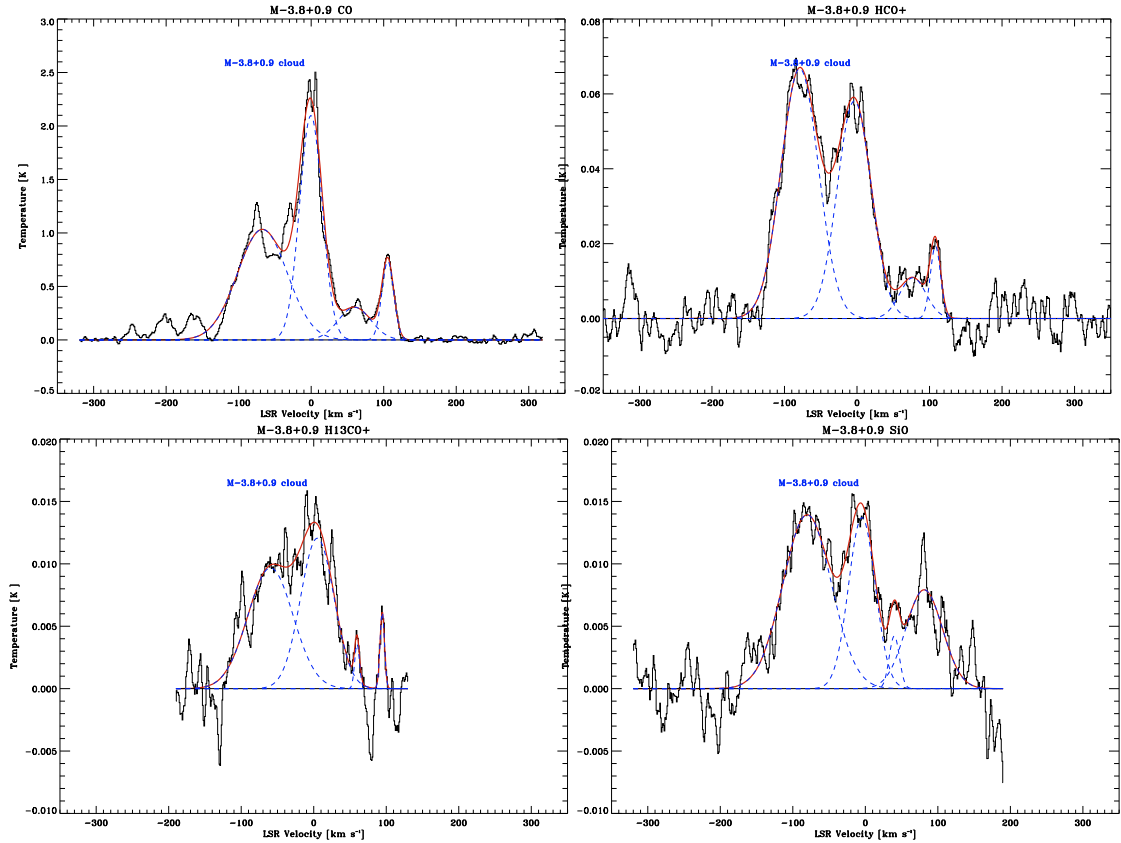 M-3.8+0.9 CO
3.0
2.5
2.0
1.5
1.0
0.5
0.0
-0.5
Temperature [K ]
M-3.8+0.9 cloud
-300 -200 -100 0 100 200 300
LSR Velocity [km s⁻¹]
M-3.8+0.9 HCO+
0.08
0.06
0.04
0.02
0.00
-0.02
Temperature [K ]
M-3.8+0.9 cloud
-300 -200 -100 0 100 200 300
LSR Velocity [km s⁻¹]
M-3.8+0.9 H13CO+
0.020
0.015
0.010
0.005
0.000
-0.005
-0.010
Temperature [K ]
M-3.8+0.9 cloud
-300 -200 -100 0 100 200 300
LSR Velocity [km s⁻¹]
M-3.8+0.9 SiO
0.020
0.015
0.010
0.005
0.000
-0.005
-0.010
Temperature [K ]
M-3.8+0.9 cloud
-300 -200 -100 0 100 200 300
LSR Velocity [km s⁻¹]